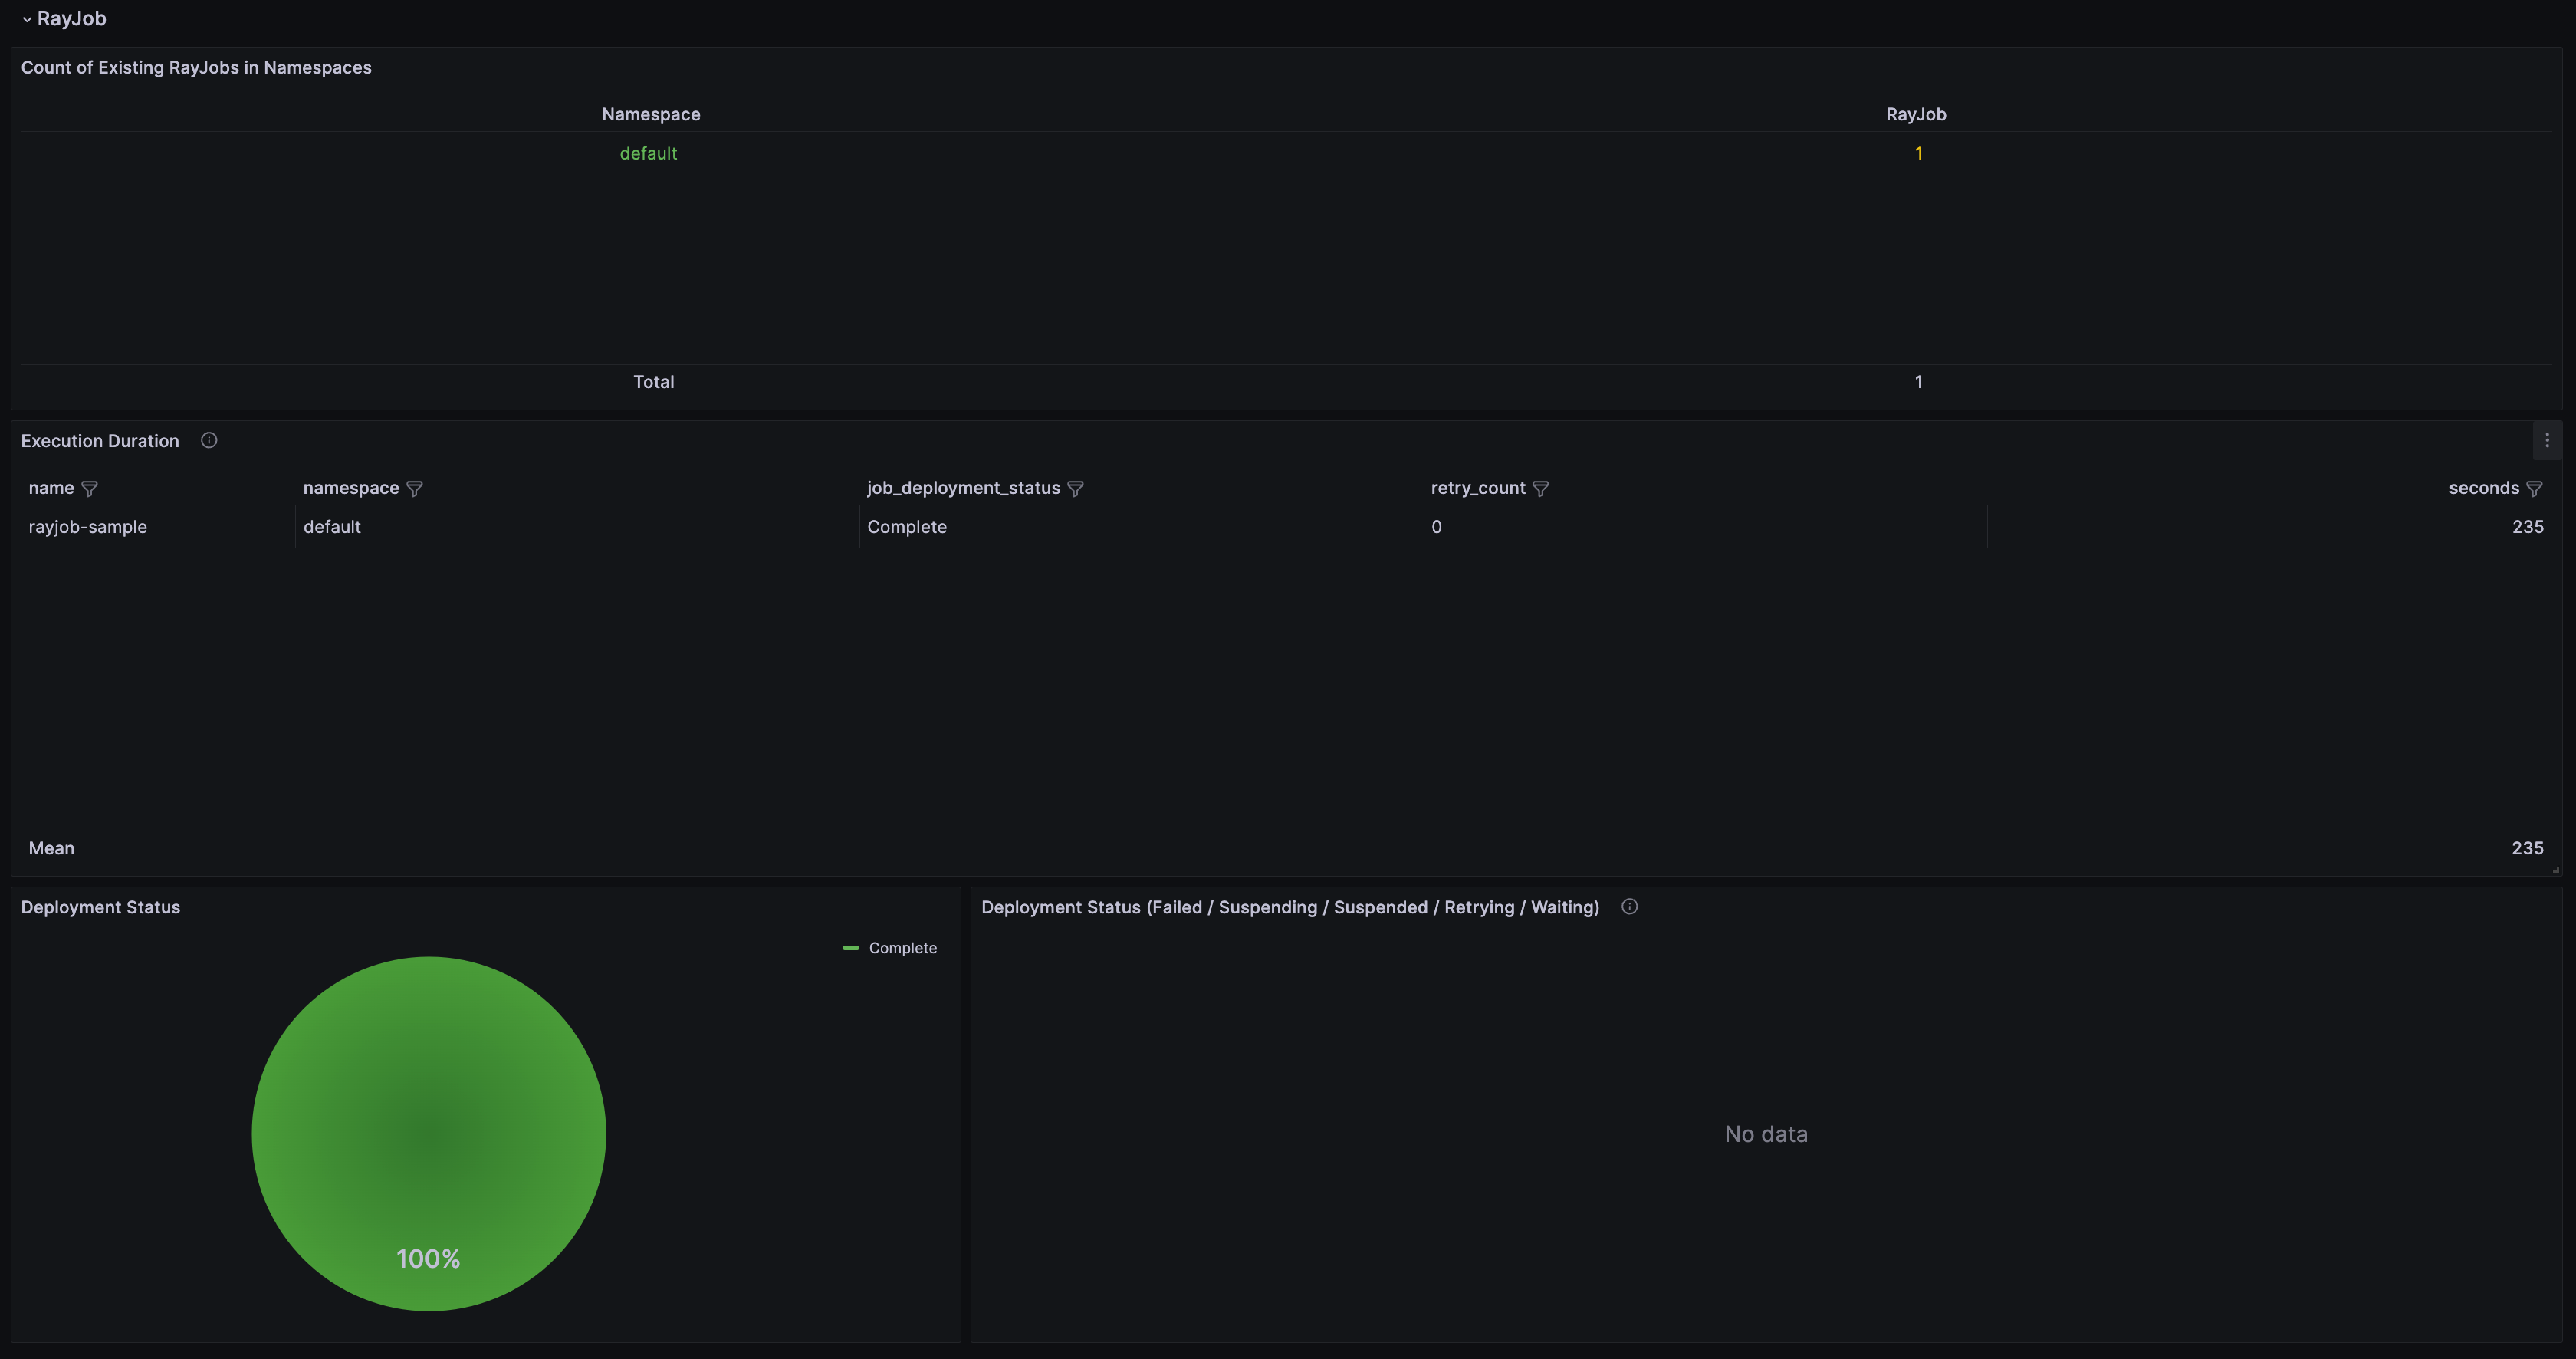 RayJob
Count of Existing RayJobs in Namespaces
Namespace RayJob
default 1
Total 1
Execution Duration
name namespace job_deployment_status retry_count seconds
rayjob-sample default Complete 0 235
Mean 235
Deployment Status
Complete
100%
Deployment Status (Failed / Suspending / Suspended / Retrying / Waiting)
No data